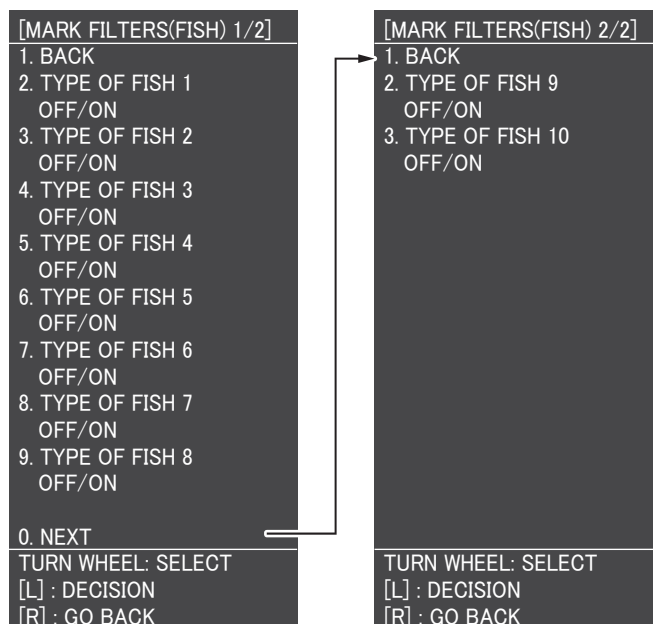 [MARK FILTERS(FISH) 1/2]
1. BACK
2. TYPE OF FISH 1
OFF/ON
3. TYPE OF FISH 2
OFF/ON
4. TYPE OF FISH 3
OFF/ON
5. TYPE OF FISH 4
OFF/ON
6. TYPE OF FISH 5
OFF/ON
7. TYPE OF FISH 6
OFF/ON
8. TYPE OF FISH 7
OFF/ON
9. TYPE OF FISH 8
OFF/ON
0. NEXT
TURN WHEEL: SELECT
[L] : DECISION
[R] : GO BACK
[MARK FILTERS(FISH) 2/2]
1. BACK
2. TYPE OF FISH 9
OFF/ON
3. TYPE OF FISH 10
OFF/ON
TURN WHEEL: SELECT
[L] : DECISION
[R] : GO BACK